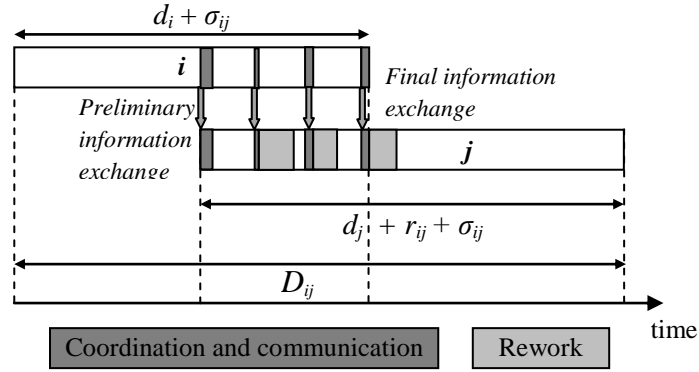 d_i + σ_ij
i
Final information
exchange
Preliminary
information
exchange
j
d_j + r_ij + σ_ij
D_ij
time
Coordination and communication
Rework